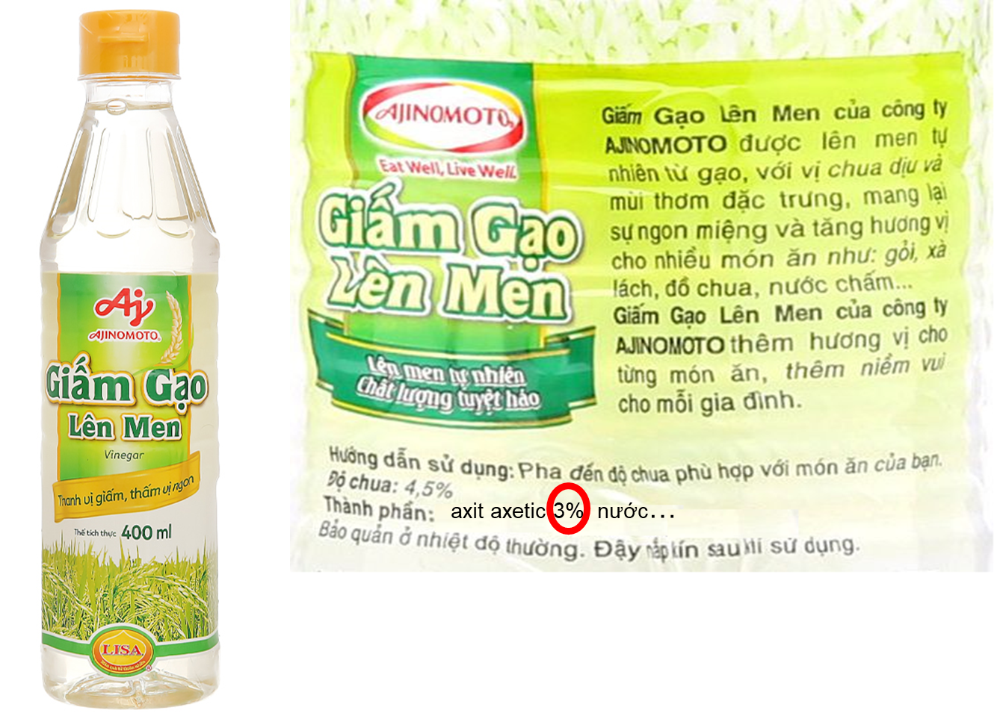 Aj
AJINOMOTO®
Giấm Gạo
Lên Men
Vinegar
Thanh vị giấm, thấm vị ngon
Thể tích thực 400 ml
LISA
®
AJINOMOTO®
Eat Well, Live Well.
Giấm Gạo
Lên Men
Lên men tự nhiên
Chất lượng tuyệt hảo
Giấm Gạo Lên Men của công ty
AJINOMOTO được lên men tự
nhiên từ gạo, với vị chua dịu và
mùi thơm đặc trưng, mang lại
sự ngon miệng và tăng hương vị
cho nhiều món ăn như: gỏi, xà
lách, đồ chua, nước chấm...
Giấm Gạo Lên Men của công ty
AJINOMOTO thêm hương vị cho
từng món ăn, thêm niềm vui
cho mỗi gia đình.
Hướng dẫn sử dụng: Pha đến độ chua phù hợp với món ăn của bạn.
Độ chua: 4,5%
Thành phần: axit axetic 3% nước...
Bảo quản ở nhiệt độ thường. Đậy nắp kín sau khi sử dụng.